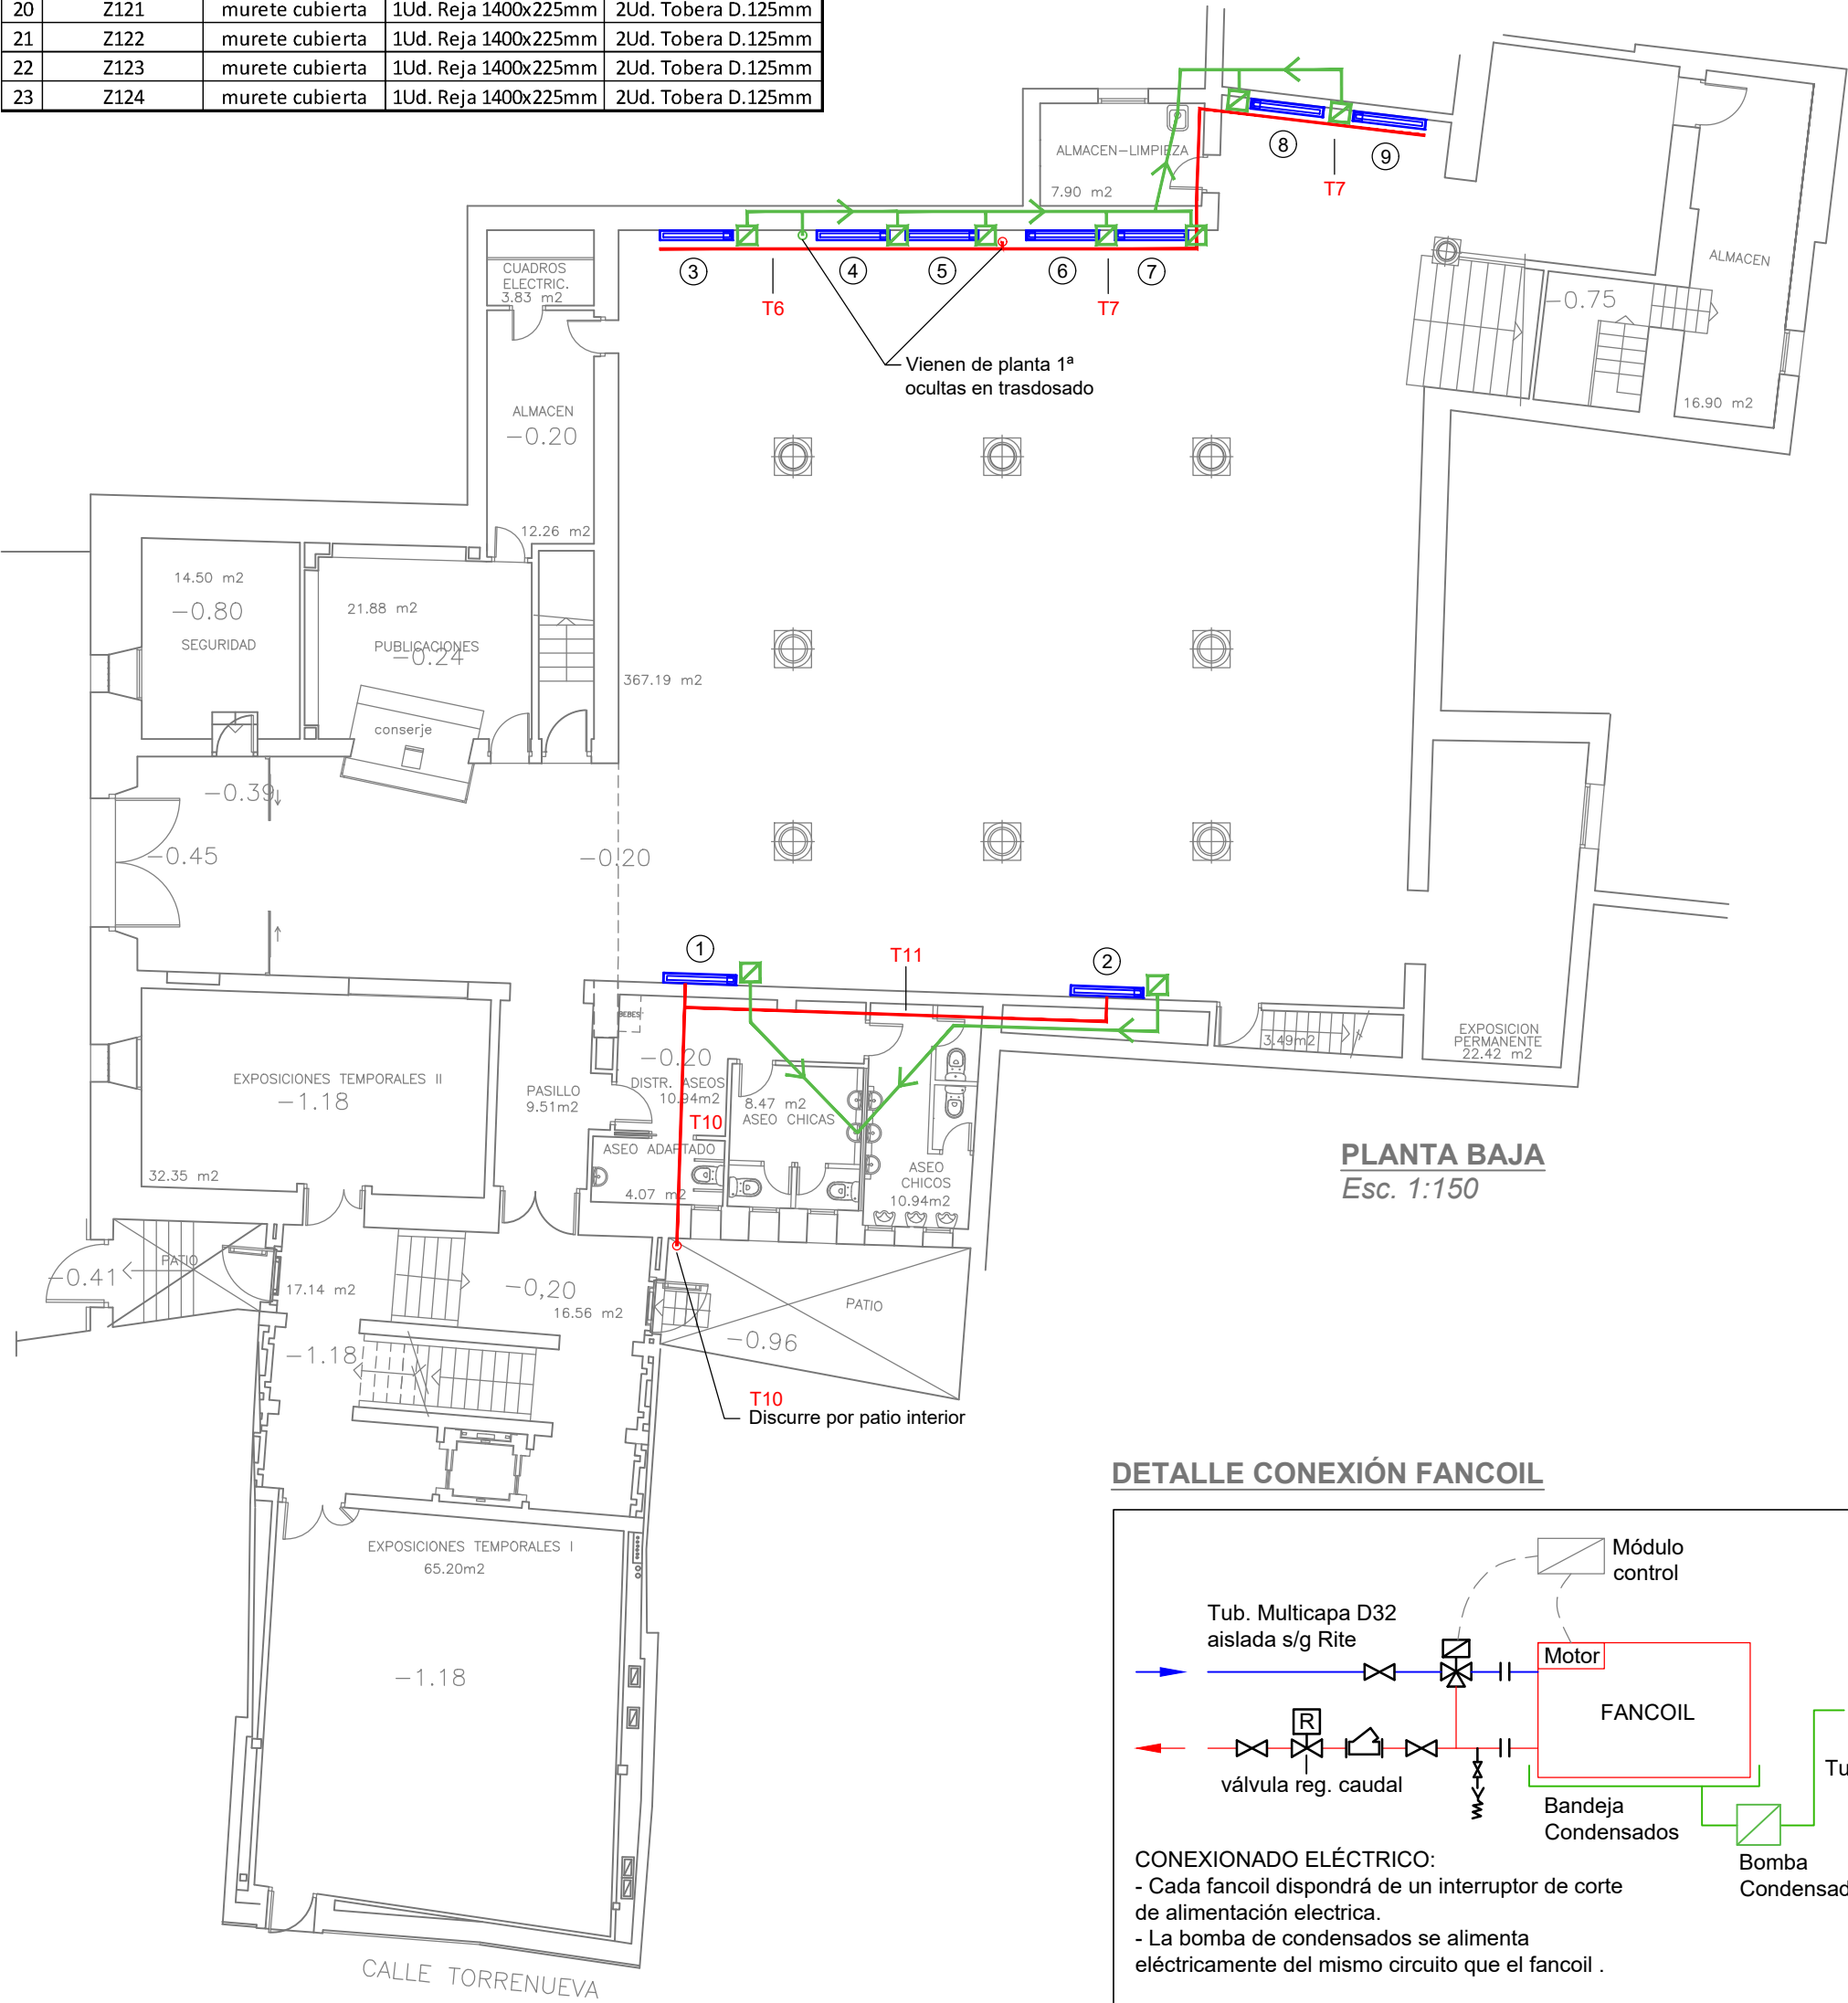 20 Z121 murete cubierta 1Ud. Reja 1400x225mm 2Ud. Tobera D.125mm
21 Z122 murete cubierta 1Ud. Reja 1400x225mm 2Ud. Tobera D.125mm
22 Z123 murete cubierta 1Ud. Reja 1400x225mm 2Ud. Tobera D.125mm
23 Z124 murete cubierta 1Ud. Reja 1400x225mm 2Ud. Tobera D.125mm
ALMACEN-LIMPIEZA
7.90 m2
8
9
T7
3
4
5
6
7
T6
T7
CUADROS
ELECTRIC.
3.83 m2
ALMACEN
-0.75
16.90 m2
Vienen de planta 1ª
ocultas en trasdosado
ALMACEN
-0.20
12.26 m2
14.50 m2
-0.80
SEGURIDAD
21.88 m2
PUBLICACIONES
-0.24
367.19 m2
conserje
-0.39
-0.45
-0.20
1
T11
2
BEBES
-0.20
DISTR. ASEOS
10.94m2
EXPOSICIONES TEMPORALES II
-1.18
32.35 m2
PASILLO
9.51m2
T10
8.47 m2
ASEO CHICAS
ASEO ADAPTADO
4.07 m2
ASEO
CHICOS
10.94m2
3.49m2
EXPOSICION
PERMANENTE
22.42 m2
PLANTA BAJA
Esc. 1:150
PATIO
-0.41
17.14 m2
-0,20
16.56 m2
PATIO
-0.96
-1.18
T10
Discurre por patio interior
EXPOSICIONES TEMPORALES I
65.20m2
-1.18
CALLE TORRENUEVA
DETALLE CONEXIÓN FANCOIL
Módulo
control
Tub. Multicapa D32
aislada s/g Rite
Motor
FANCOIL
R
válvula reg. caudal
Tu
Bandeja
Condensados
Bomba
Condensad
CONEXIONADO ELÉCTRICO:
- Cada fancoil dispondrá de un interruptor de corte
de alimentación electrica.
- La bomba de condensados se alimenta
eléctricamente del mismo circuito que el fancoil .